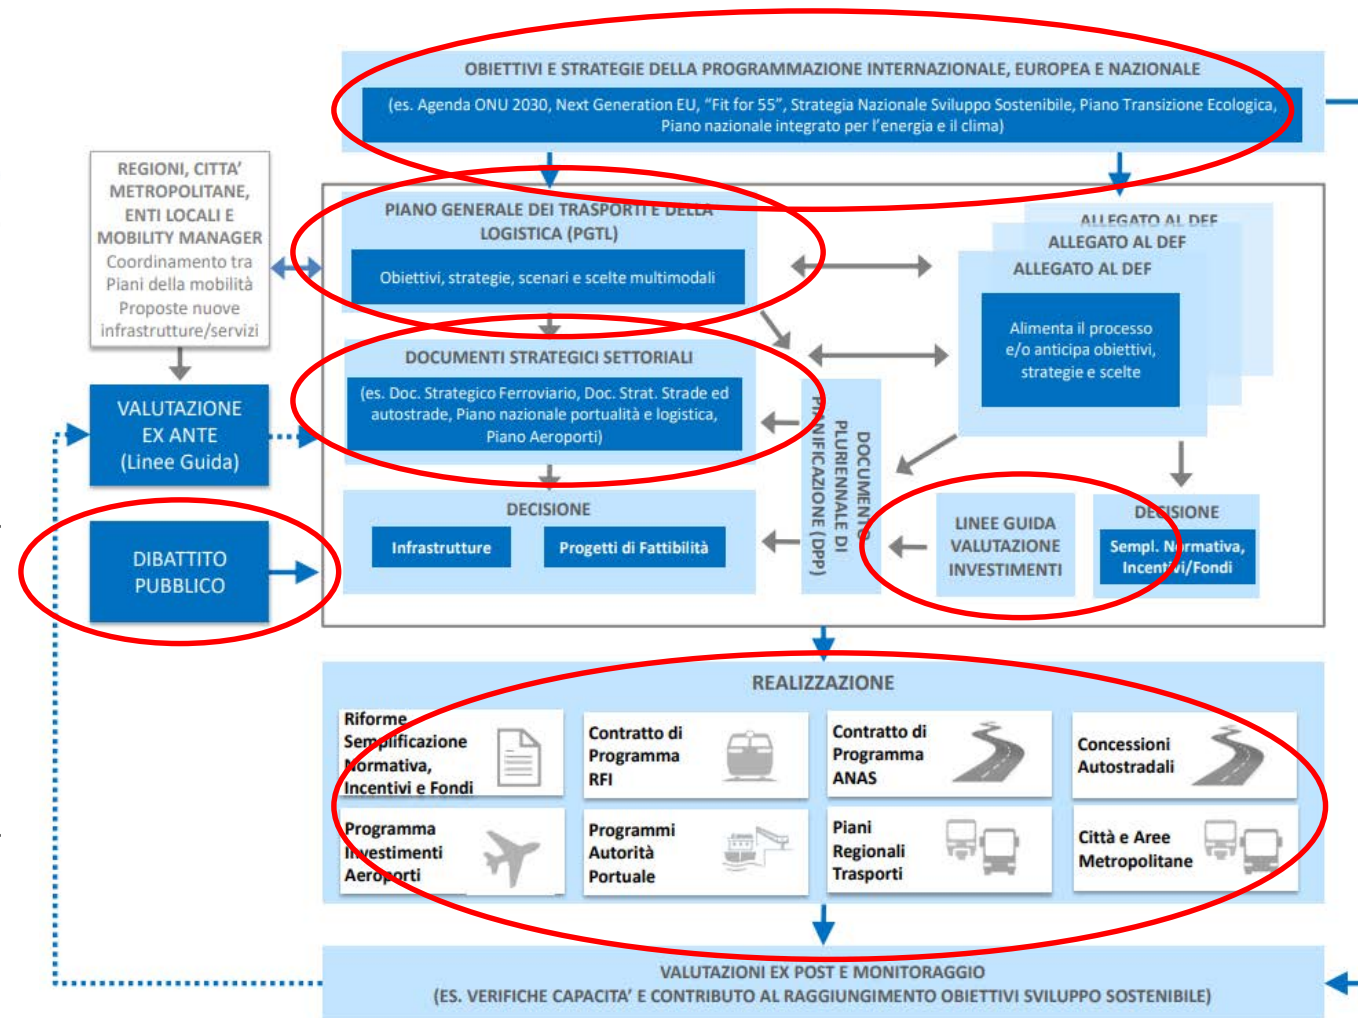 OBIETTIVI E STRATEGIE DELLA PROGRAMMAZIONE INTERNAZIONALE, EUROPEA E NAZIONALE
(es. Agenda ONU 2030, Next Generation EU, “Fit for 55”, Strategia Nazionale Sviluppo Sostenibile, Piano Transizione Ecologica,
Piano nazionale integrato per l’energia e il clima)
REGIONI, CITTA’
METROPOLITANE,
ENTI LOCALI E
MOBILITY MANAGER
Coordinamento tra
Piani della mobilità
Proposte nuove
infrastrutture/servizi
PIANO GENERALE DEI TRASPORTI E DELLA
LOGISTICA (PGTL)
Obiettivi, strategie, scenari e scelte multimodali
ALLEGATO AL DEF
ALLEGATO AL DEF
ALLEGATO AL DEF
Alimenta il processo
e/o anticipa obiettivi,
strategie e scelte
DOCUMENTI STRATEGICI SETTORIALI
(es. Doc. Strategico Ferroviario, Doc. Strat. Strade ed
autostrade, Piano nazionale portualità e logistica,
Piano Aeroporti)
VALUTAZIONE
EX ANTE
(Linee Guida)
DOCUMENTO
PLURIENNALE DI
PIANIFICAZIONE (DPP)
DECISIONE
Infrastrutture
Progetti di Fattibilità
LINEE GUIDA
VALUTAZIONE
INVESTIMENTI
DECISIONE
Sempl. Normativa,
Incentivi/Fondi
DIBATTITO
PUBBLICO
REALIZZAZIONE
Riforme,
Semplificazione
Normativa,
Incentivi e Fondi
Contratto di
Programma
RFI
Contratto di
Programma
ANAS
Concessioni
Autostradali
Programma
Investimenti
Aeroporti
Programmi
Autorità
Portuale
Piani
Regionali
Trasporti
Città e Aree
Metropolitane
VALUTAZIONI EX POST E MONITORAGGIO
(ES. VERIFICHE CAPACITA’ E CONTRIBUTO AL RAGGIUNGIMENTO OBIETTIVI SVILUPPO SOSTENIBILE)